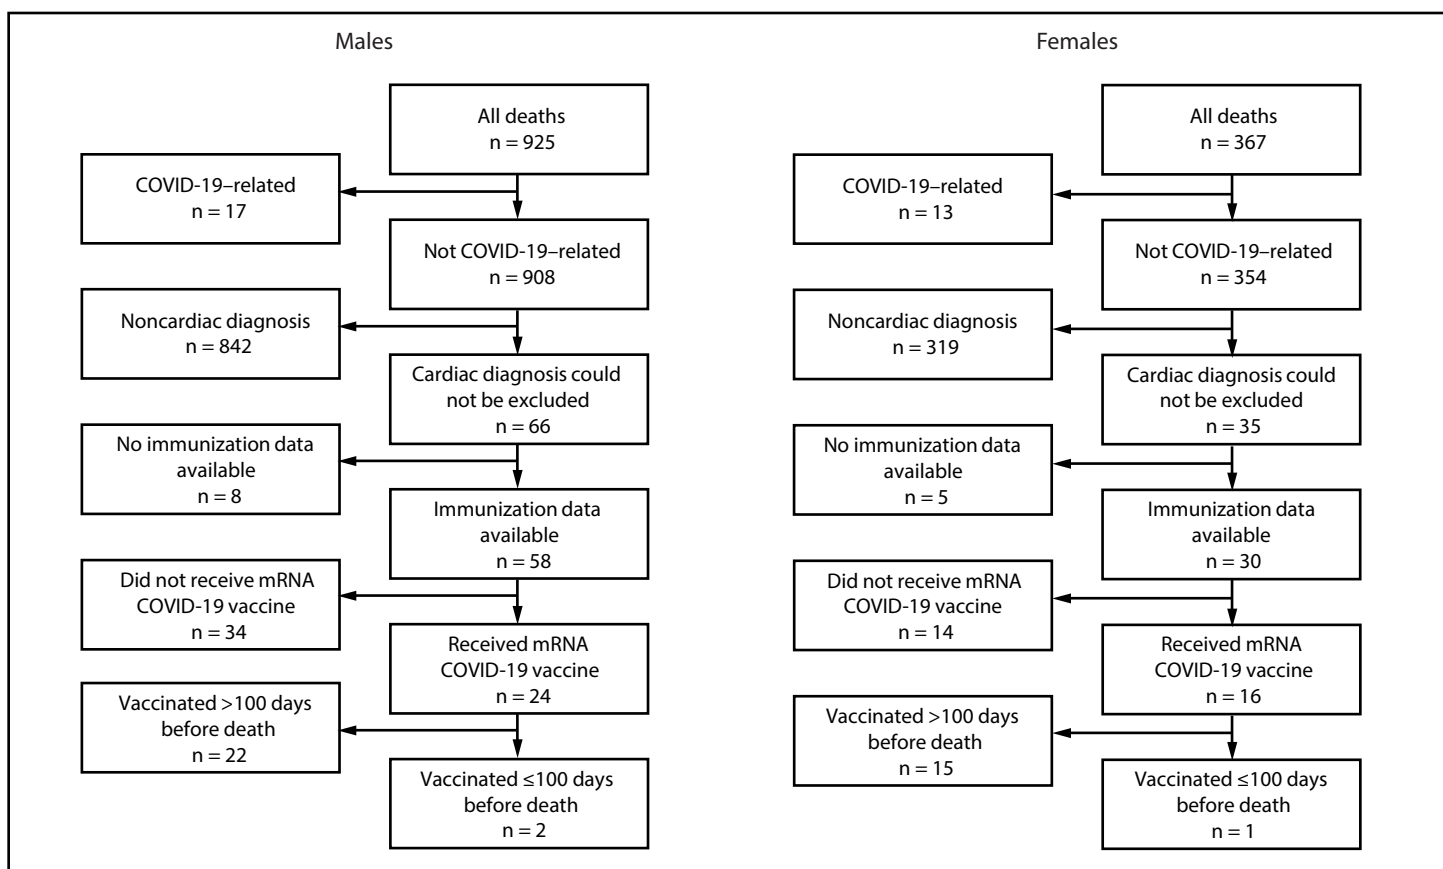 Males
All deaths
n = 925
COVID-19–related
n = 17
Not COVID-19–related
n = 908
Noncardiac diagnosis
n = 842
Cardiac diagnosis could
not be excluded
n = 66
No immunization data
available
n = 8
Immunization data
available
n = 58
Did not receive mRNA
COVID-19 vaccine
n = 34
Received mRNA
COVID-19 vaccine
n = 24
Vaccinated >100 days
before death
n = 22
Vaccinated ≤100 days
before death
n = 2
Females
All deaths
n = 367
COVID-19–related
n = 13
Not COVID-19–related
n = 354
Noncardiac diagnosis
n = 319
Cardiac diagnosis could
not be excluded
n = 35
No immunization data
available
n = 5
Immunization data
available
n = 30
Did not receive mRNA
COVID-19 vaccine
n = 14
Received mRNA
COVID-19 vaccine
n = 16
Vaccinated >100 days
before death
n = 15
Vaccinated ≤100 days
before death
n = 1